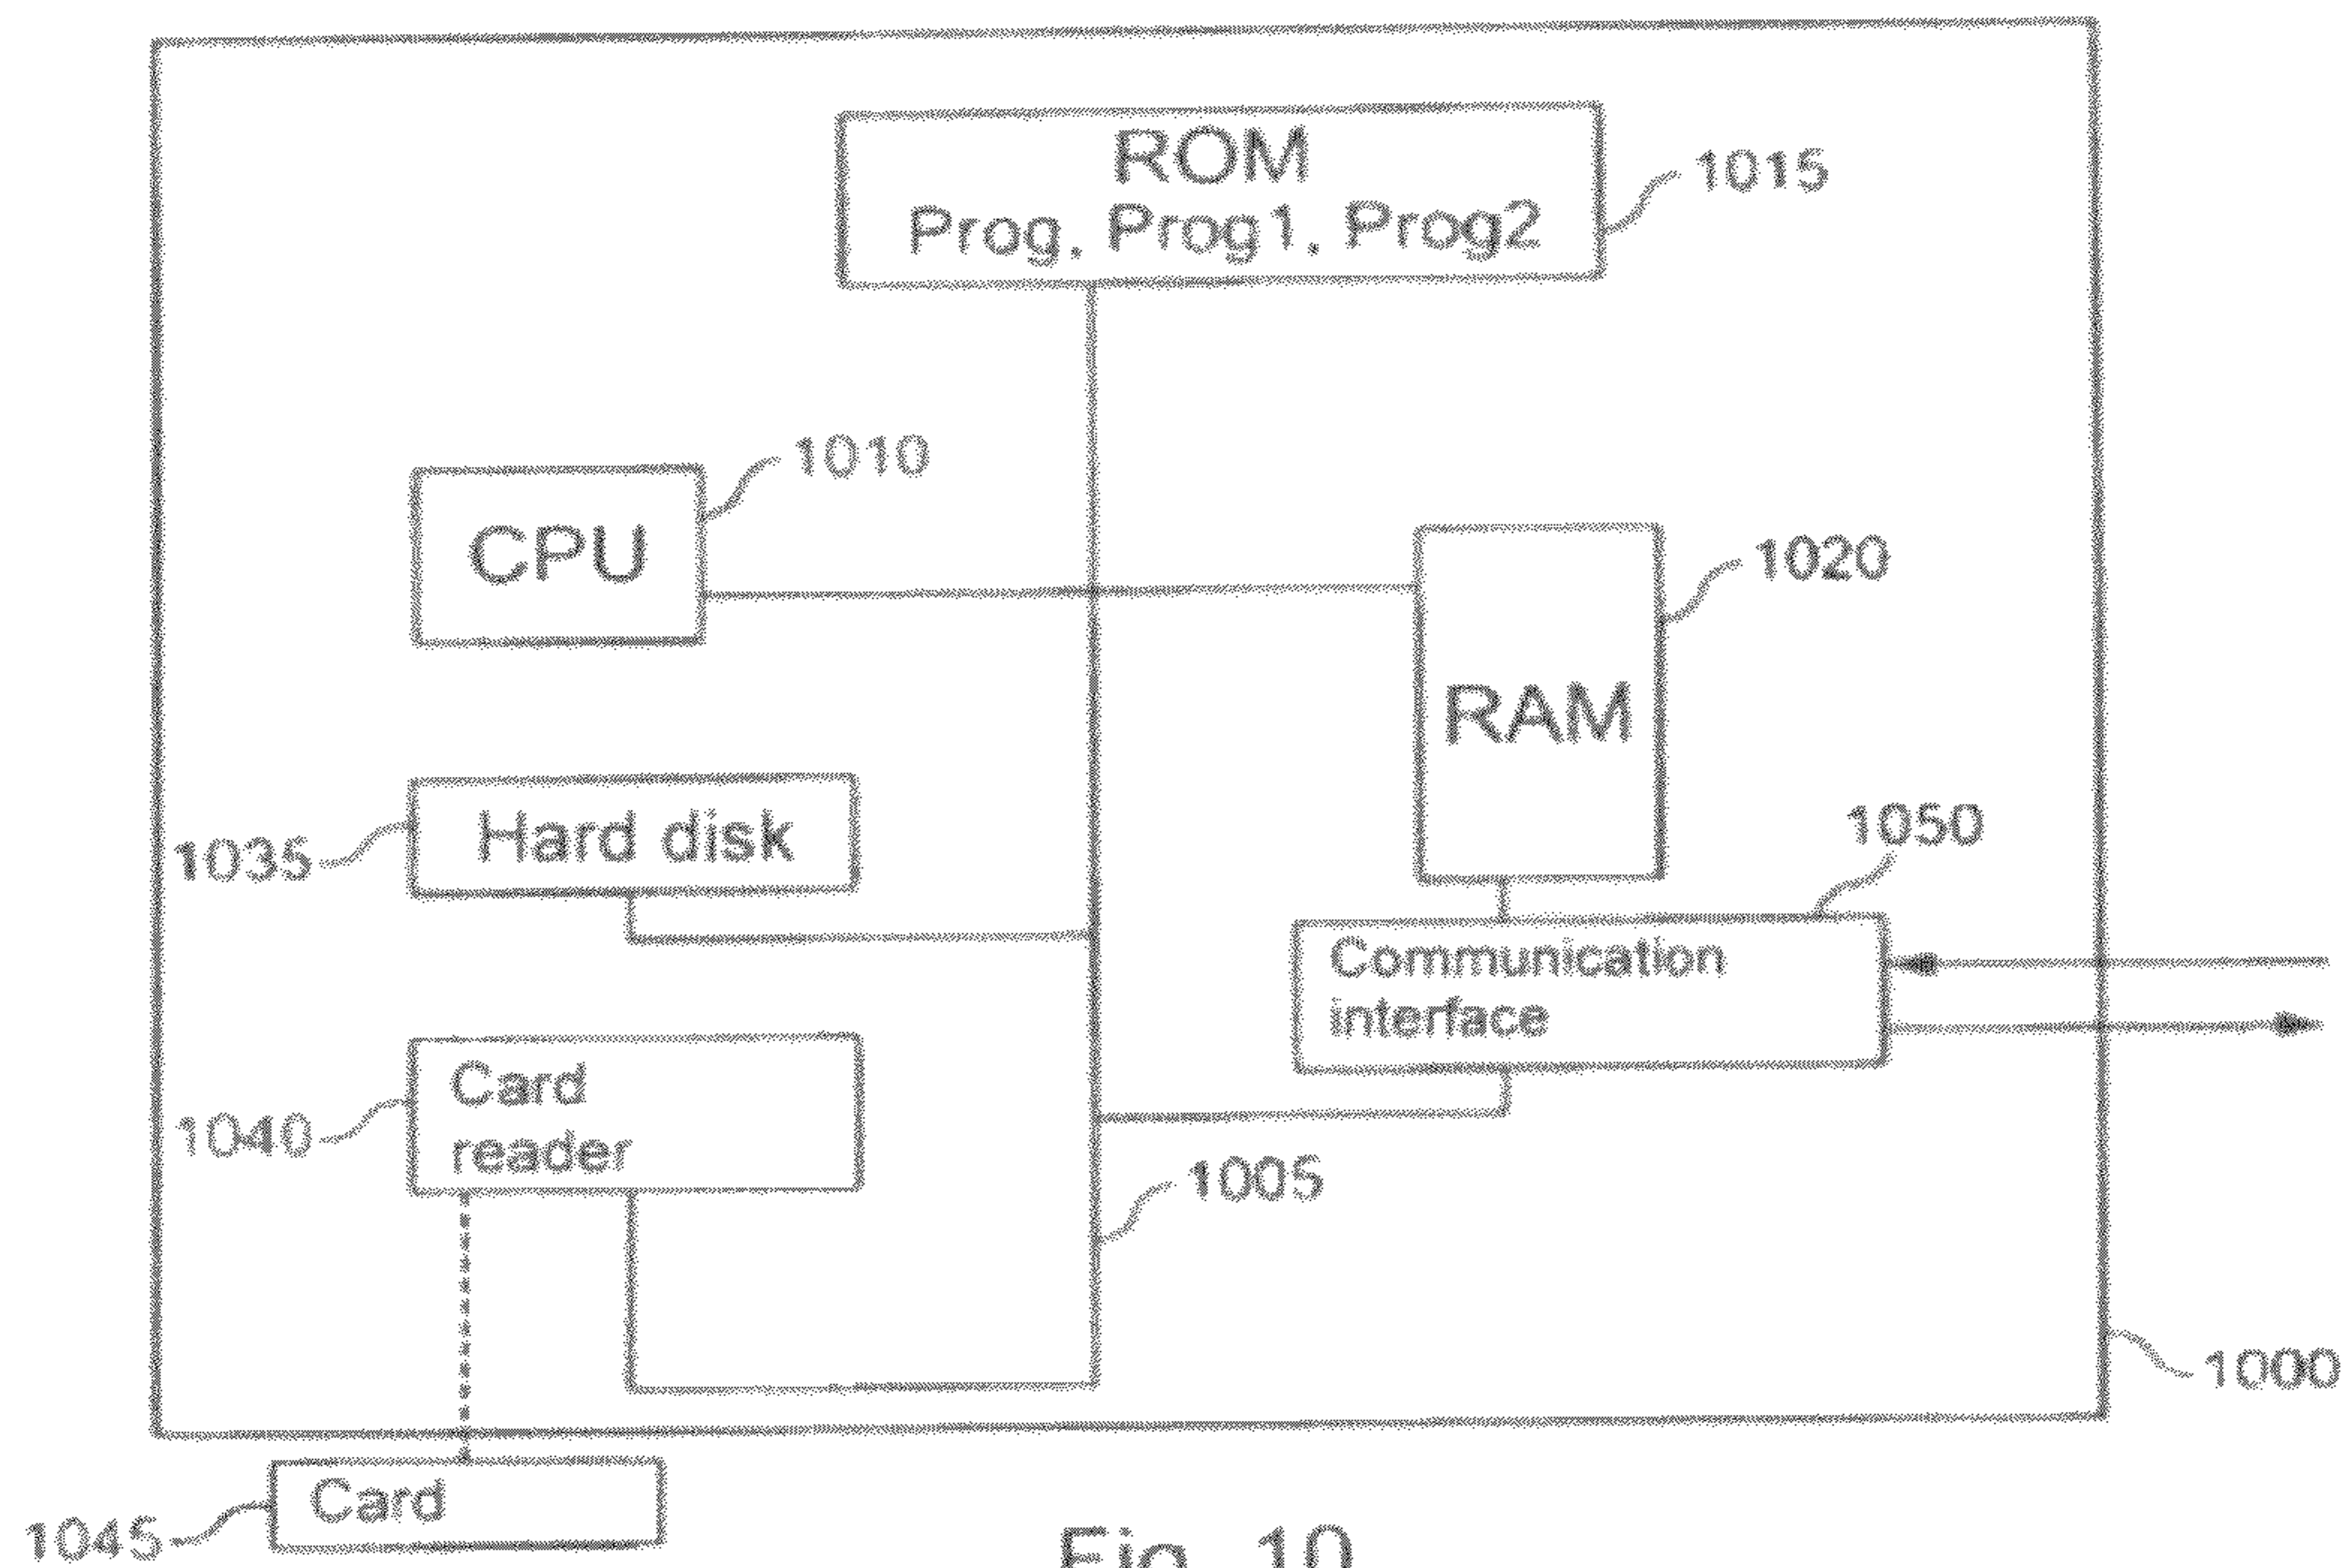 ROM
Prog, Prog1, Prog2
1015
1010
CPU
1020
RAM
Hard disk
1035
1050
Communication
interface
Card
reader
1040
1005
1000
Card
1045
Fig. 10